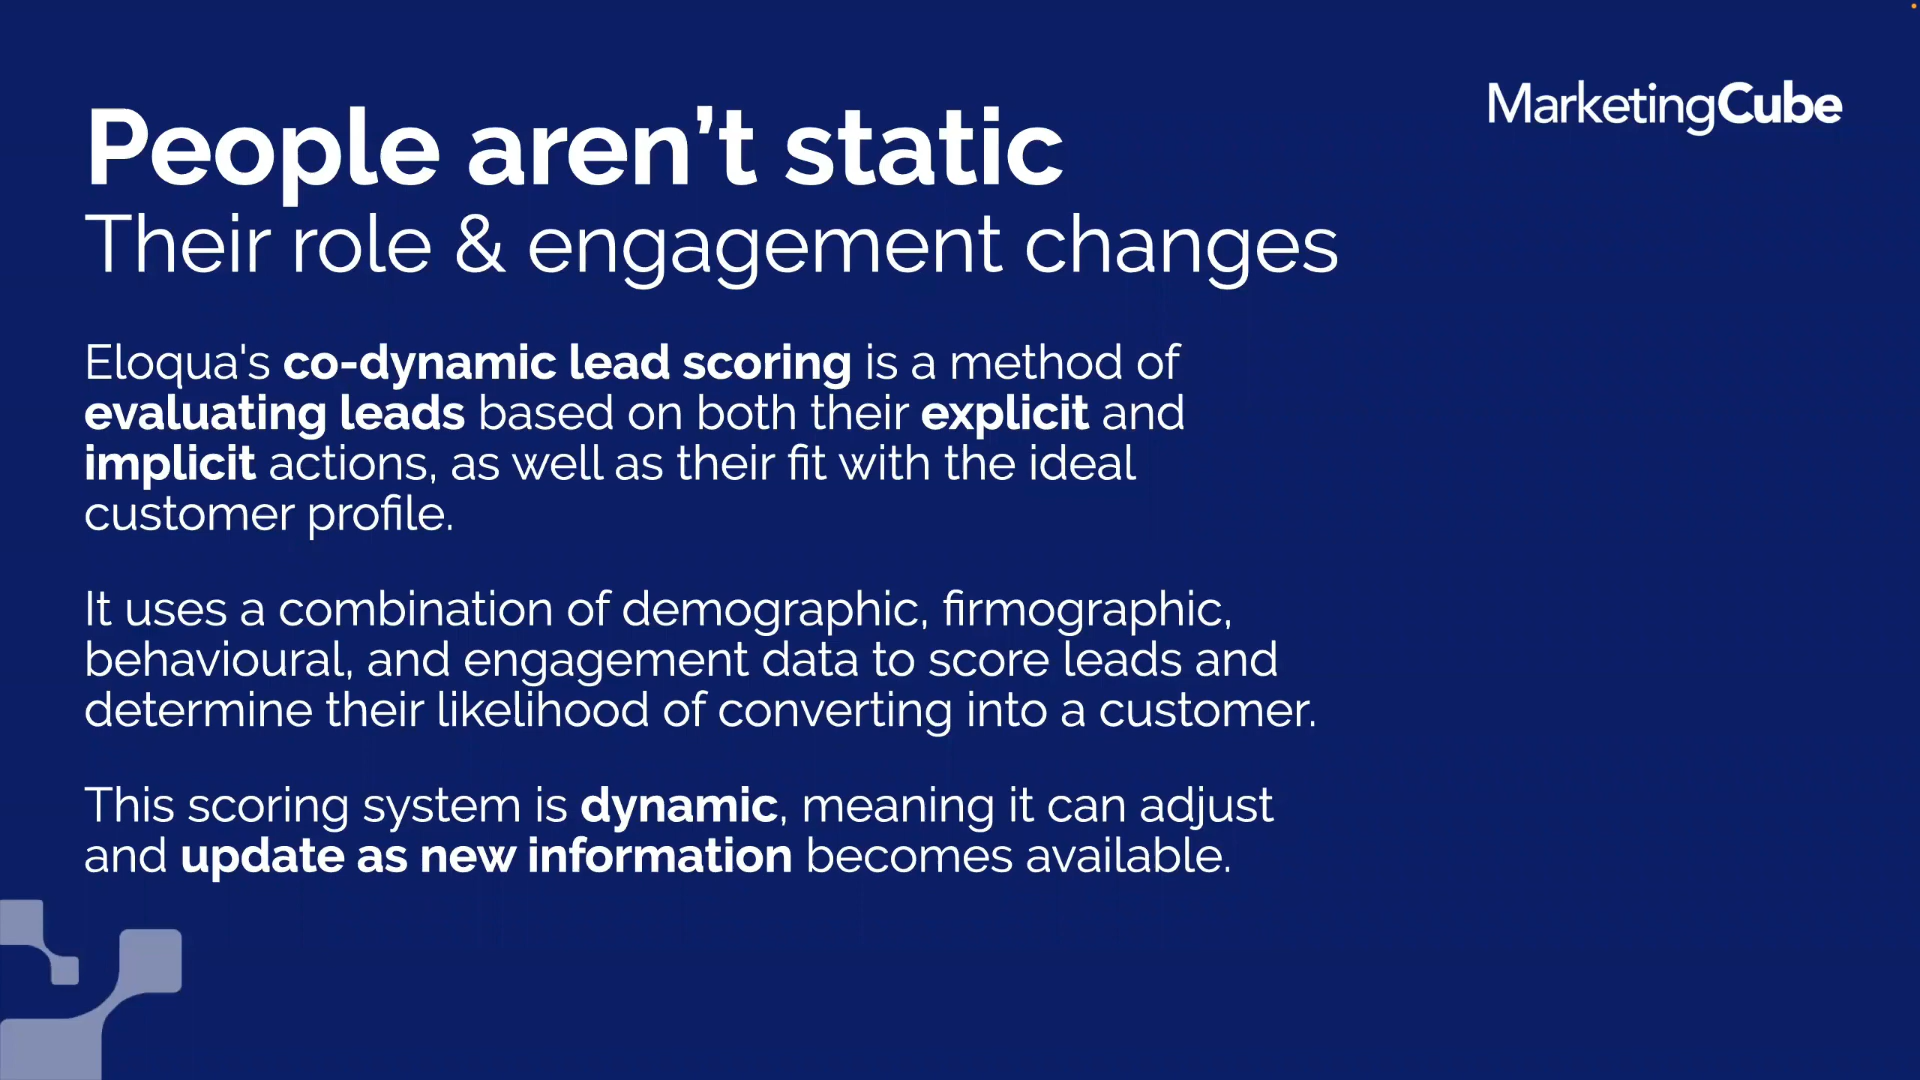 MarketingCube
People aren’t static
Their role & engagement changes
Eloqua's co-dynamic lead scoring is a method of
evaluating leads based on both their explicit and
implicit actions, as well as their fit with the ideal
customer profile.
It uses a combination of demographic, firmographic,
behavioural, and engagement data to score leads and
determine their likelihood of converting into a customer.
This scoring system is dynamic, meaning it can adjust
and update as new information becomes available.